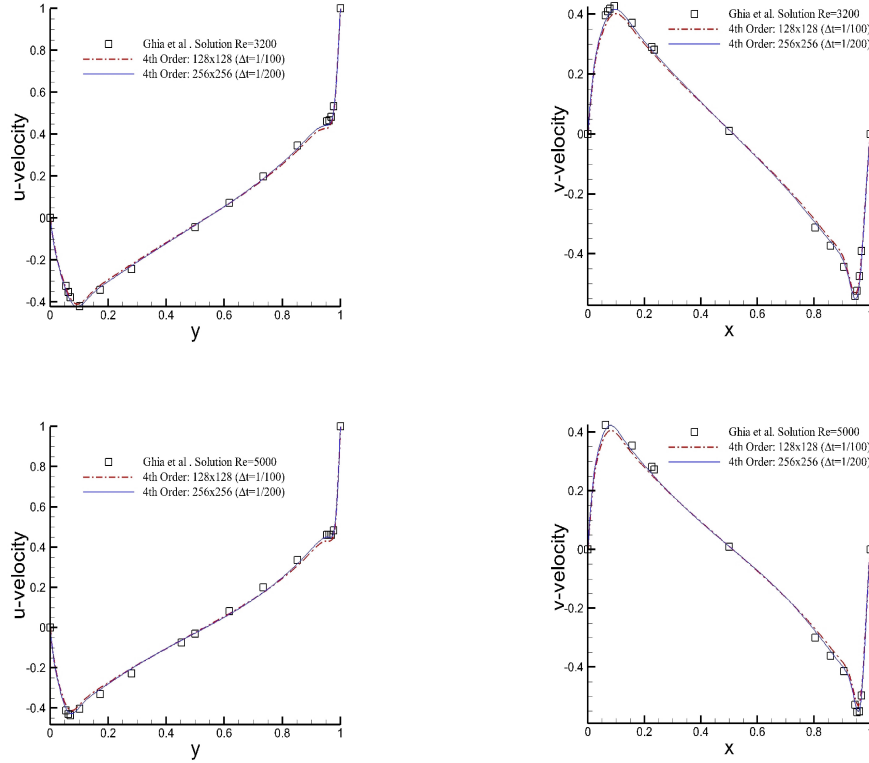 Ghia et al. Solution Re=3200
4th Order: 128x128 (Δt=1/100)
4th Order: 256x256 (Δt=1/200)
u-velocity
1
0.8
0.6
0.4
0.2
0
-0.2
-0.4
0.2
0.4
0.6
0.8
1
y
Ghia et al. Solution Re=3200
4th Order: 128x128 (Δt=1/100)
4th Order: 256x256 (Δt=1/200)
v-velocity
0.4
0.2
0
-0.4
0
0.2
0.4
0.6
0.8
1
x
Ghia et al . Solution Re=5000
4th Order: 128x128 (Δt=1/100)
4th Order: 256x256 (Δt=1/200)
u-velocity
1
0.8
0.6
0.4
0.2
0
-0.2
-0.4
0
0.2
0.4
0.6
0.8
1
y
Ghia et al. Solution Re=5000
4th Order: 128x128 (Δt=1/100)
4th Order: 256x256 (Δt=1/200)
v-velocity
0.4
0.2
0
-0.2
-0.4
0
0.2
0.4
0.6
0.8
1
x